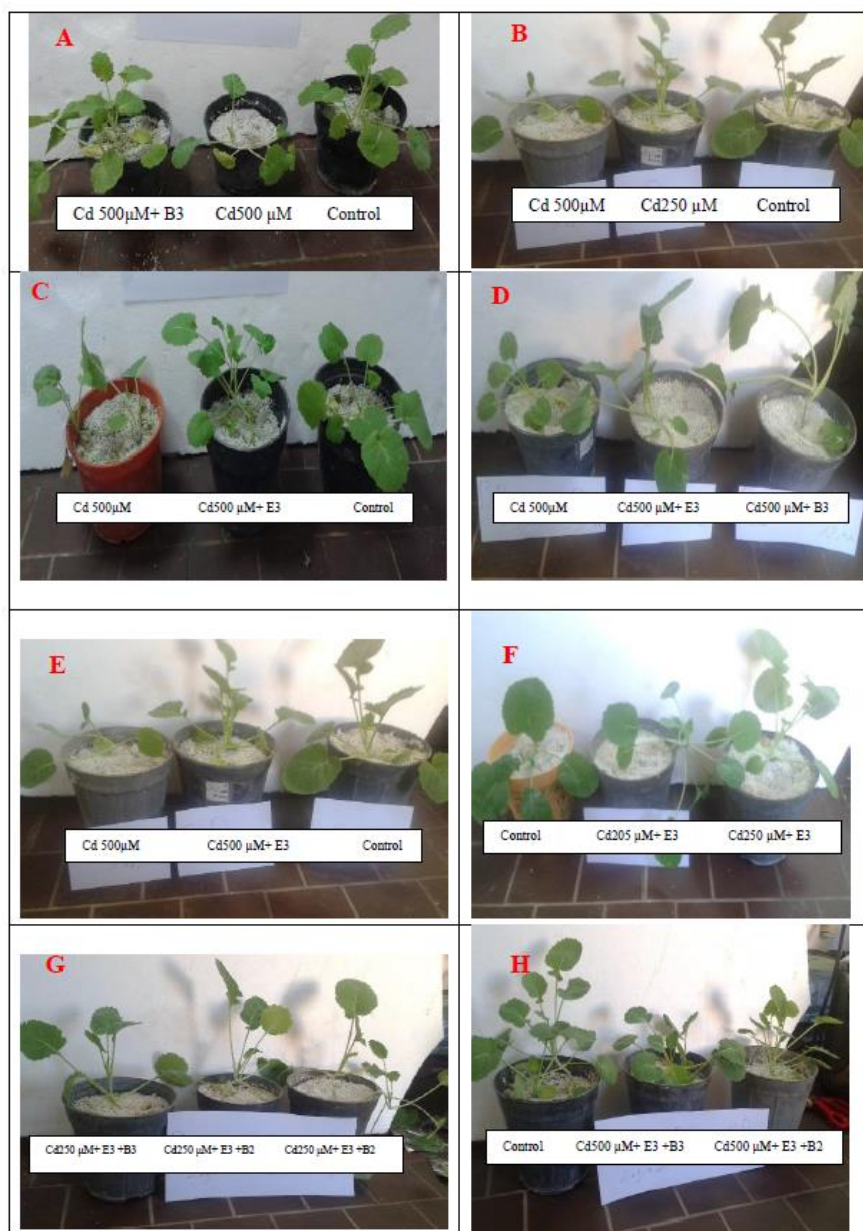 A
Cd 500µM+ B3 Cd500 µM Control
B
Cd 500µM Cd250 µM Control
C
Cd 500µM Cd500 µM+ E3 Control
D
Cd 500µM Cd500 µM+ E3 Cd500 µM+ B3
E
Cd 500µM Cd500 µM+ E3 Control
F
Control Cd205 µM+ E3 Cd250 µM+ E3
G
Cd250 µM+ E3 +B3 Cd250 µM+ E3 +B2 Cd250 µM+ E3 +B2
H
Control Cd500 µM+ E3 +B3 Cd500 µM+ E3 +B2